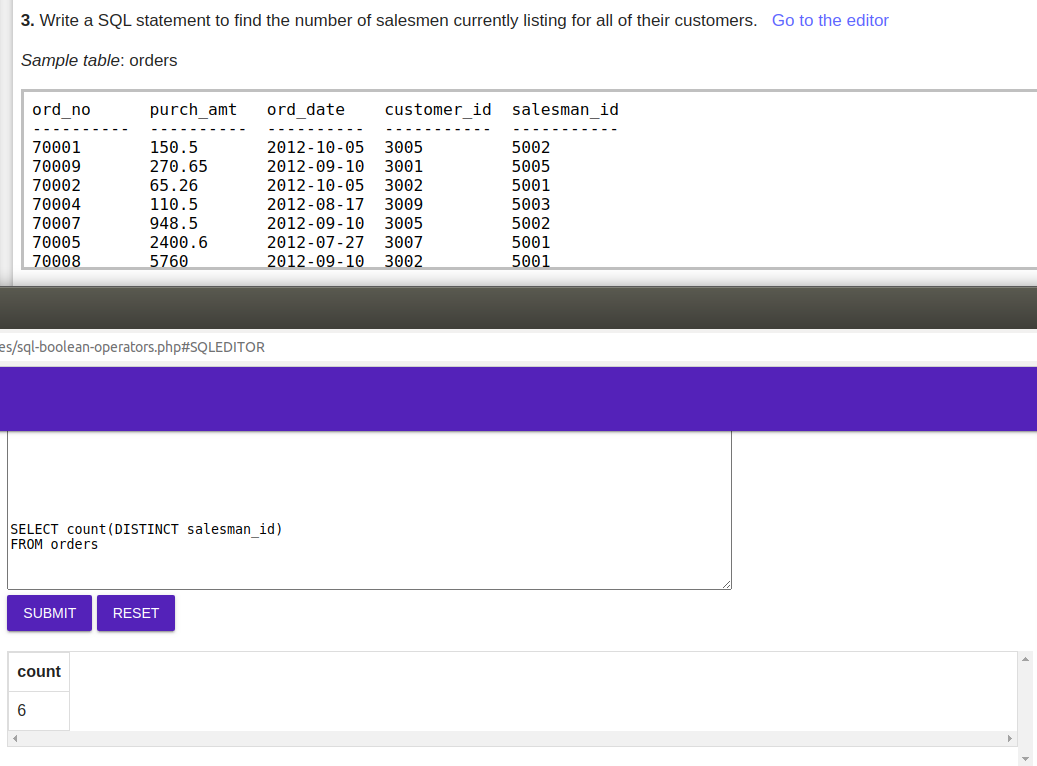 3. Write a SQL statement to find the number of salesmen currently listing for all of their customers. Go to the editor
Sample table: orders
ord_no purch_amt ord_date customer_id salesman_id
---------- ---------- ---------- ----------- -----------
70001 150.5 2012-10-05 3005 5002
70009 270.65 2012-09-10 3001 5005
70002 65.26 2012-10-05 3002 5001
70004 110.5 2012-08-17 3009 5003
70007 948.5 2012-09-10 3005 5002
70005 2400.6 2012-07-27 3007 5001
70008 5760 2012-09-10 3002 5001
es/sql-boolean-operators.php#SQLEDITOR
SELECT count(DISTINCT salesman_id)
FROM orders
SUBMIT RESET
count
6